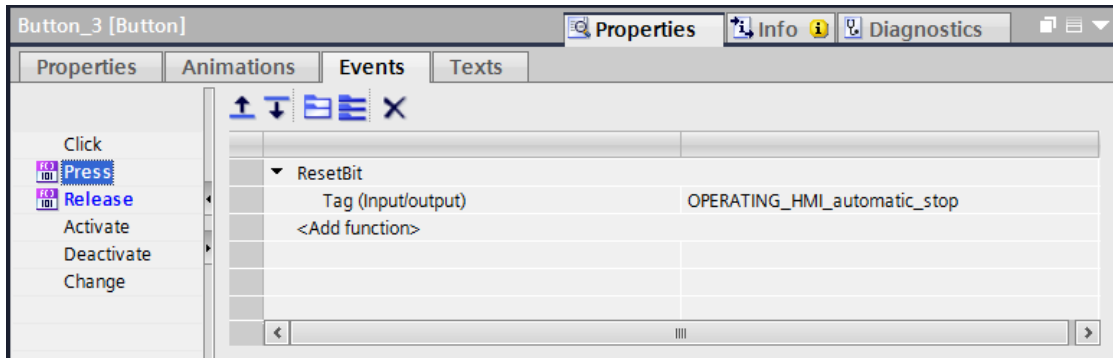 Button_3 [Button]
Properties
Info
Diagnostics
Properties
Animations
Events
Texts
Click
Press
Release
Activate
Deactivate
Change
ResetBit
Tag (Input/output) OPERATING_HMI_automatic_stop
<Add function>